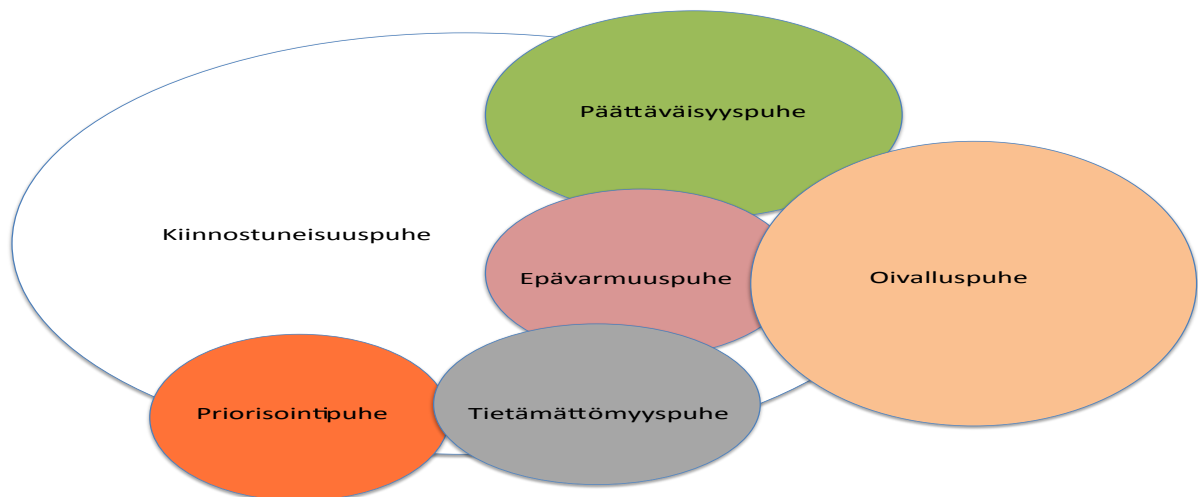 Päättäväisyyspuhe
Kiinnostuneisuuspuhe
Epävarmuuspuhe
Oivalluspuhe
Priorisointipuhe
Tietämättömyyspuhe